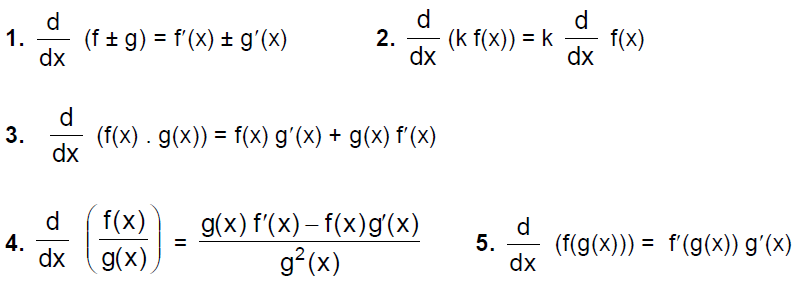 1. d/dx (f ± g) = f′(x) ± g′(x) 2. d/dx (k f(x)) = k d/dx f(x)
3. d/dx (f(x) . g(x)) = f(x) g′(x) + g(x) f′(x)
4. d/dx (f(x)/g(x)) = g(x) f′(x) – f(x)g′(x)/g²(x) 5. d/dx (f(g(x))) = f′(g(x)) g′(x)